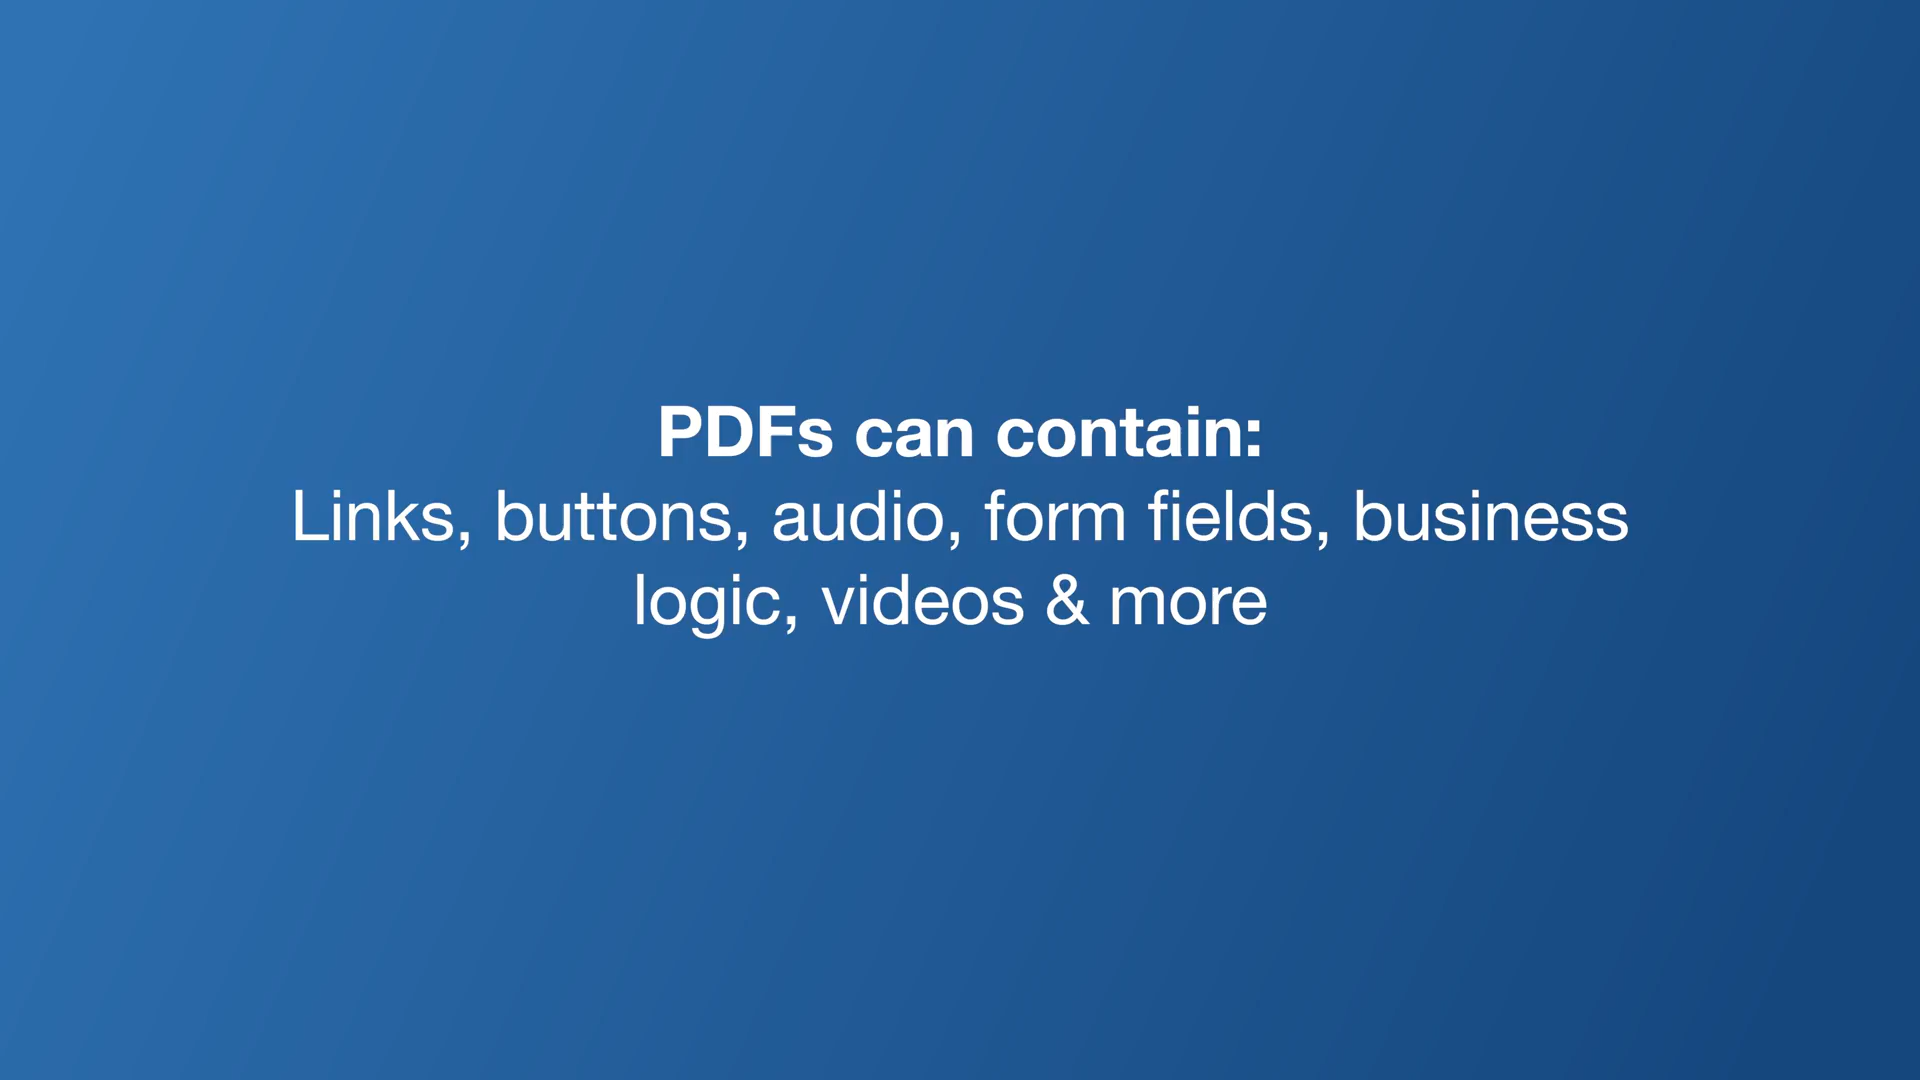 PDFs can contain:
Links, buttons, audio, form fields, business
logic, videos & more